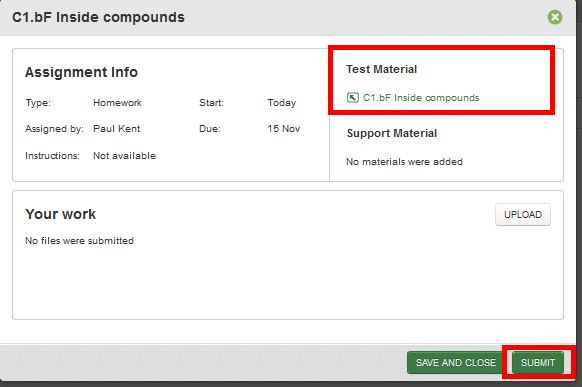 C1.bF Inside compounds
Assignment Info
Type: Homework Start: Today
Assigned by: Paul Kent Due: 15 Nov
Instructions: Not available
Test Material
C1.bF Inside compounds
Support Material
No materials were added
Your work
UPLOAD
No files were submitted
SAVE AND CLOSE SUBMIT